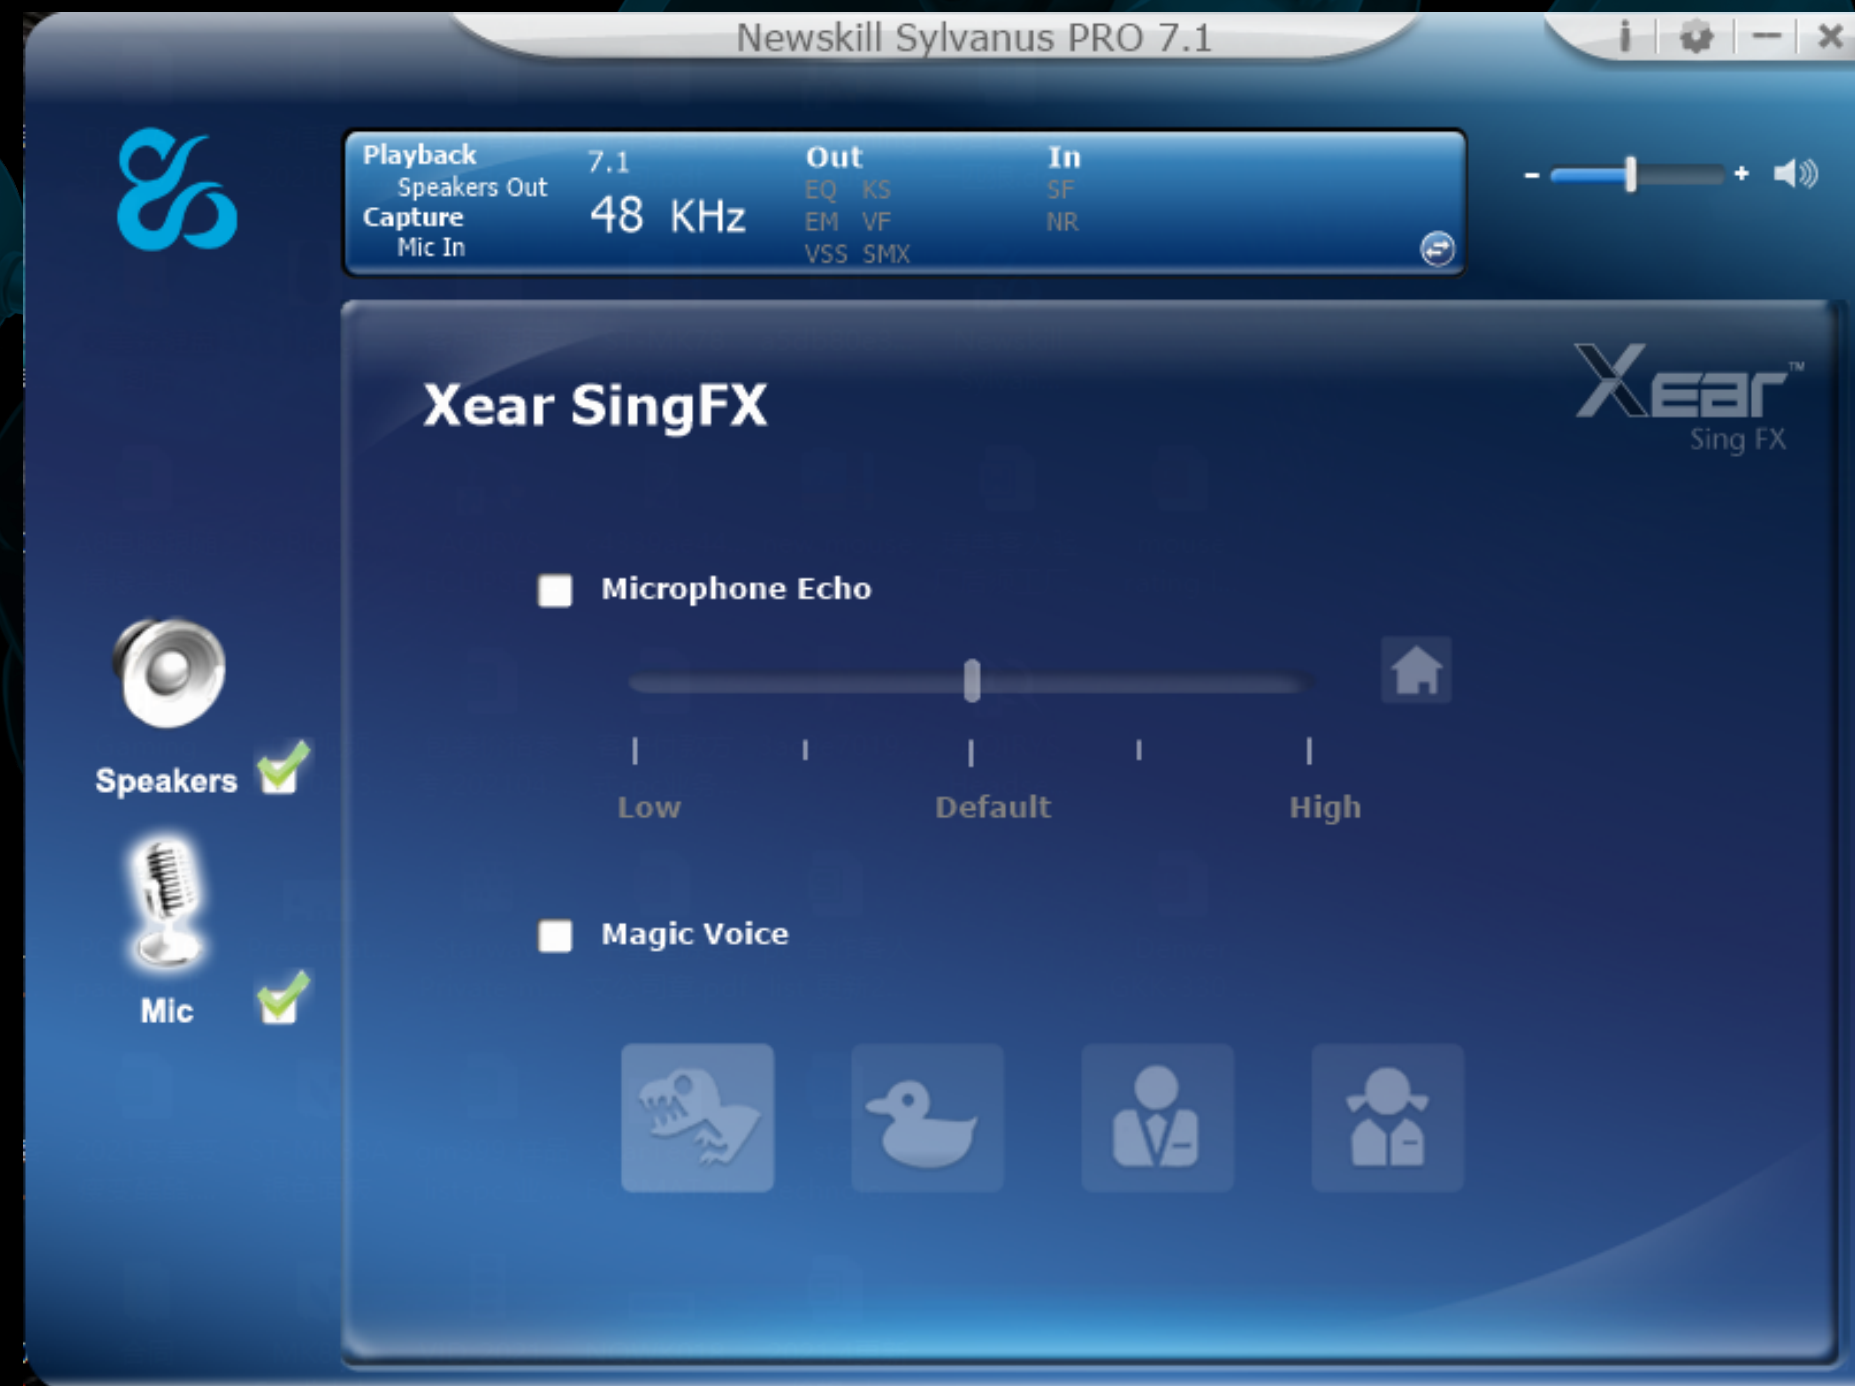 Newskill Sylvanus PRO 7.1
Playback 7.1 Out In
Speakers Out EQ KS SF
Capture 48 KHz EM VF NR
Mic In VSS SMX
Xear SingFX
Xear™
Sing FX
Microphone Echo
Low Default High
Speakers
Magic Voice
Mic